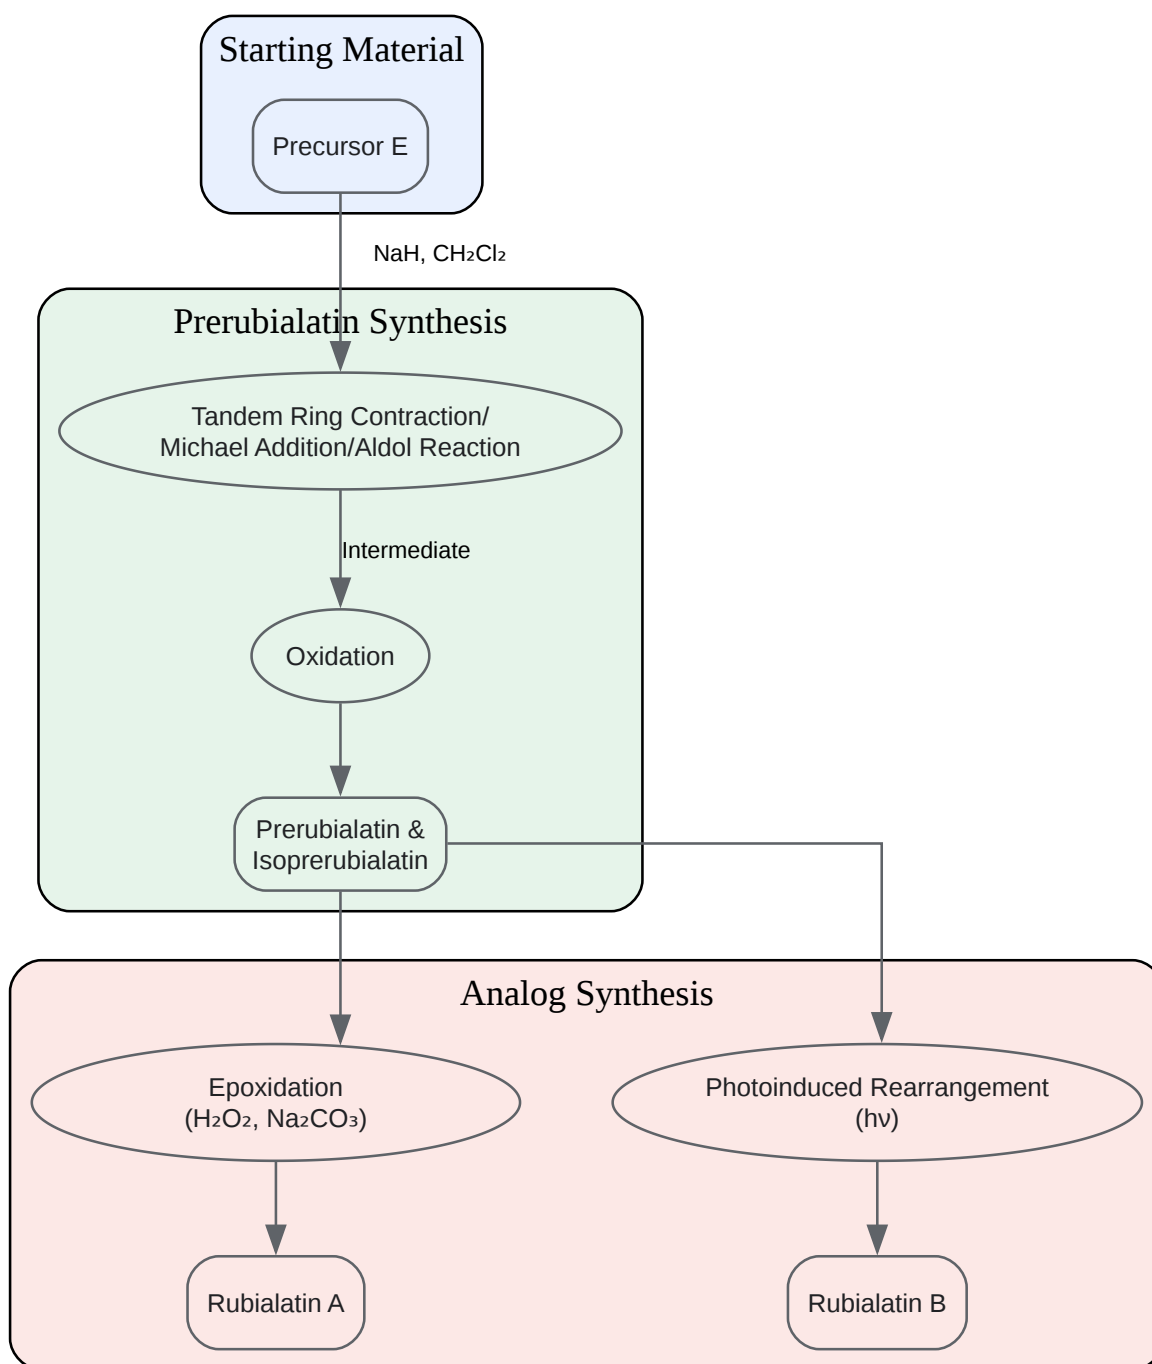 Starting Material
Precursor E
NaH, CH₂Cl₂
Prerubialatin Synthesis
Tandem Ring Contraction/
Michael Addition/Aldol Reaction
Intermediate
Oxidation
Prerubialatin &
Isoprerubialatin
Analog Synthesis
Epoxidation
(H₂O₂, Na₂CO₃)
Photoinduced Rearrangement
(hν)
Rubialatin A
Rubialatin B